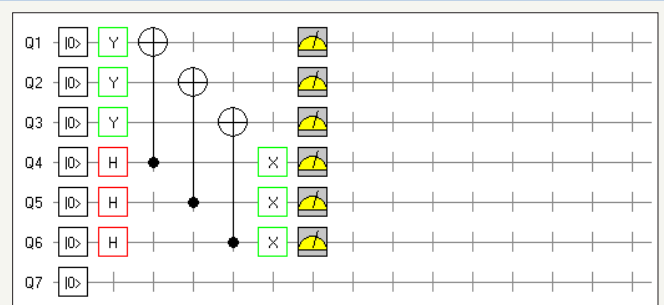 Q1 |0> Y
Q2 |0> Y
Q3 |0> Y
Q4 |0> H X
Q5 |0> H X
Q6 |0> H X
Q7 |0>